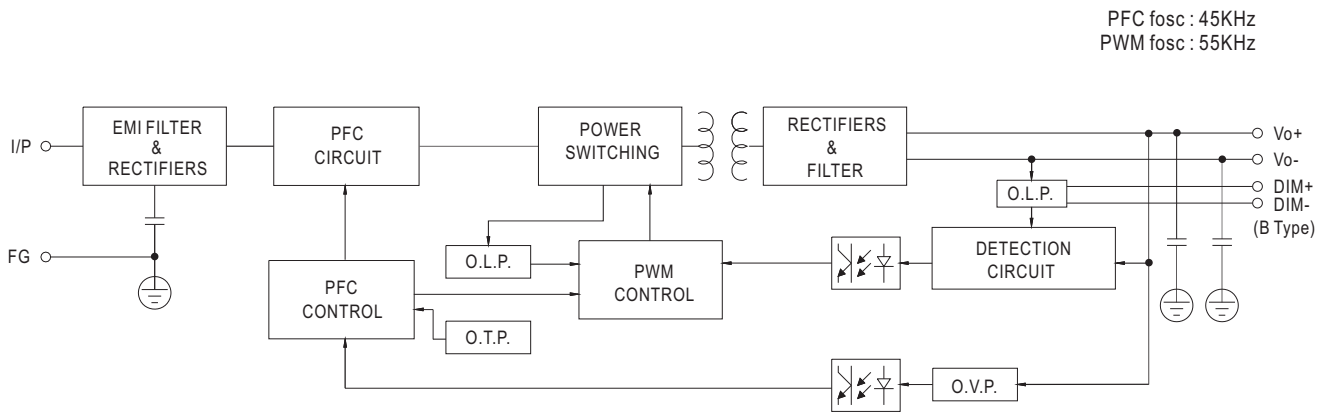 PFC fosc : 45KHz
PWM fosc : 55KHz
I/P
EMI FILTER
&
RECTIFIERS
PFC
CIRCUIT
POWER
SWITCHING
RECTIFIERS
&
FILTER
Vo+
Vo-
DIM+
DIM-
(B Type)
O.L.P.
FG
O.L.P.
PFC
CONTROL
PWM
CONTROL
DETECTION
CIRCUIT
O.T.P.
O.V.P.